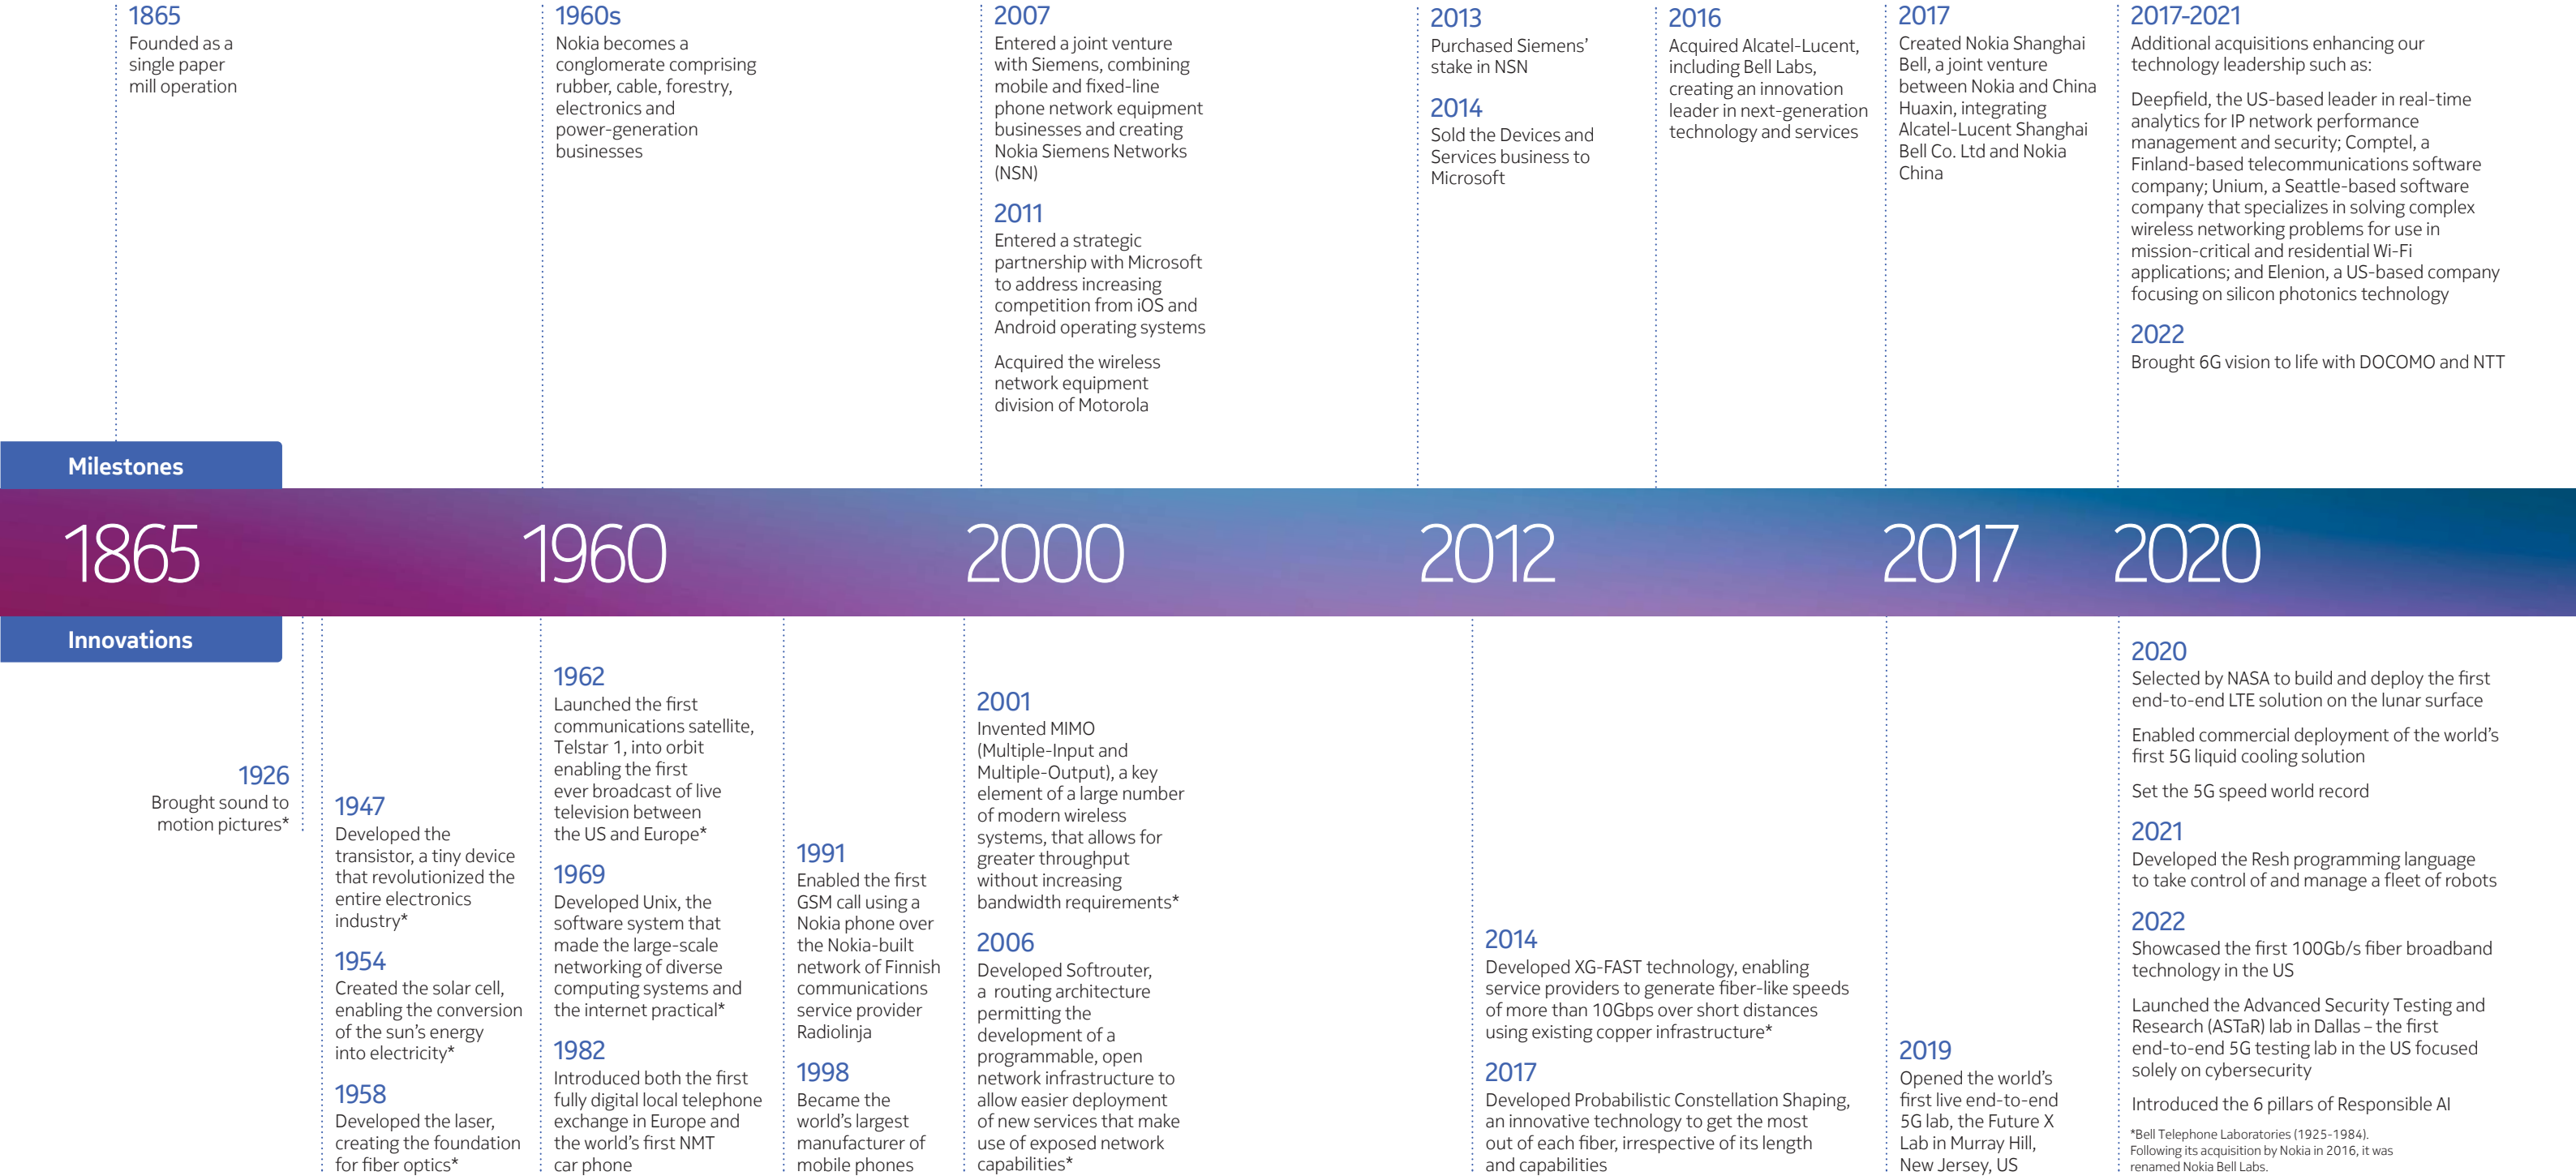 1865
Founded as a
single paper
mill operation
1960s
Nokia becomes a
conglomerate comprising
rubber, cable, forestry,
electronics and
power-generation
businesses
2007
Entered a joint venture
with Siemens, combining
mobile and fixed-line
phone network equipment
businesses and creating
Nokia Siemens Networks
(NSN)
2011
Entered a strategic
partnership with Microsoft
to address increasing
competition from iOS and
Android operating systems
Acquired the wireless
network equipment
division of Motorola
2013
Purchased Siemens’
stake in NSN
2014
Sold the Devices and
Services business to
Microsoft
2016
Acquired Alcatel-Lucent,
including Bell Labs,
creating an innovation
leader in next-generation
technology and services
2017
Created Nokia Shanghai
Bell, a joint venture
between Nokia and China
Huaxin, integrating
Alcatel-Lucent Shanghai
Bell Co. Ltd and Nokia
China
2017-2021
Additional acquisitions enhancing our
technology leadership such as:
Deepfield, the US-based leader in real-time
analytics for IP network performance
management and security; Comptel, a
Finland-based telecommunications software
company; Unium, a Seattle-based software
company that specializes in solving complex
wireless networking problems for use in
mission-critical and residential Wi-Fi
applications; and Elenion, a US-based company
focusing on silicon photonics technology
2022
Brought 6G vision to life with DOCOMO and NTT
Milestones
1865
1960
2000
2012
2017
2020
Innovations
1926
Brought sound to
motion pictures*
1947
Developed the
transistor, a tiny device
that revolutionized the
entire electronics
industry*
1954
Created the solar cell,
enabling the conversion
of the sun’s energy
into electricity*
1958
Developed the laser,
creating the foundation
for fiber optics*
1962
Launched the first
communications satellite,
Telstar 1, into orbit
enabling the first
ever broadcast of live
television between
the US and Europe*
1969
Developed Unix, the
software system that
made the large-scale
networking of diverse
computing systems and
the internet practical*
1982
Introduced both the first
fully digital local telephone
exchange in Europe and
the world’s first NMT
car phone
1991
Enabled the first
GSM call using a
Nokia phone over
the Nokia-built
network of Finnish
communications
service provider
Radiolinja
1998
Became the
world’s largest
manufacturer of
mobile phones
2001
Invented MIMO
(Multiple-Input and
Multiple-Output), a key
element of a large number
of modern wireless
systems, that allows for
greater throughput
without increasing
bandwidth requirements*
2006
Developed Softrouter,
a routing architecture
permitting the
development of a
programmable, open
network infrastructure to
allow easier deployment
of new services that make
use of exposed network
capabilities*
2014
Developed XG-FAST technology, enabling
service providers to generate fiber-like speeds
of more than 10Gbps over short distances
using existing copper infrastructure*
2017
Developed Probabilistic Constellation Shaping,
an innovative technology to get the most
out of each fiber, irrespective of its length
and capabilities
2019
Opened the world’s
first live end-to-end
5G lab, the Future X
Lab in Murray Hill,
New Jersey, US
2020
Selected by NASA to build and deploy the first
end-to-end LTE solution on the lunar surface
Enabled commercial deployment of the world’s
first 5G liquid cooling solution
Set the 5G speed world record
2021
Developed the Resh programming language
to take control of and manage a fleet of robots
2022
Showcased the first 100Gb/s fiber broadband
technology in the US
Launched the Advanced Security Testing and
Research (ASTaR) lab in Dallas – the first
end-to-end 5G testing lab in the US focused
solely on cybersecurity
Introduced the 6 pillars of Responsible AI
*Bell Telephone Laboratories (1925-1984).
Following its acquisition by Nokia in 2016, it was
renamed Nokia Bell Labs.